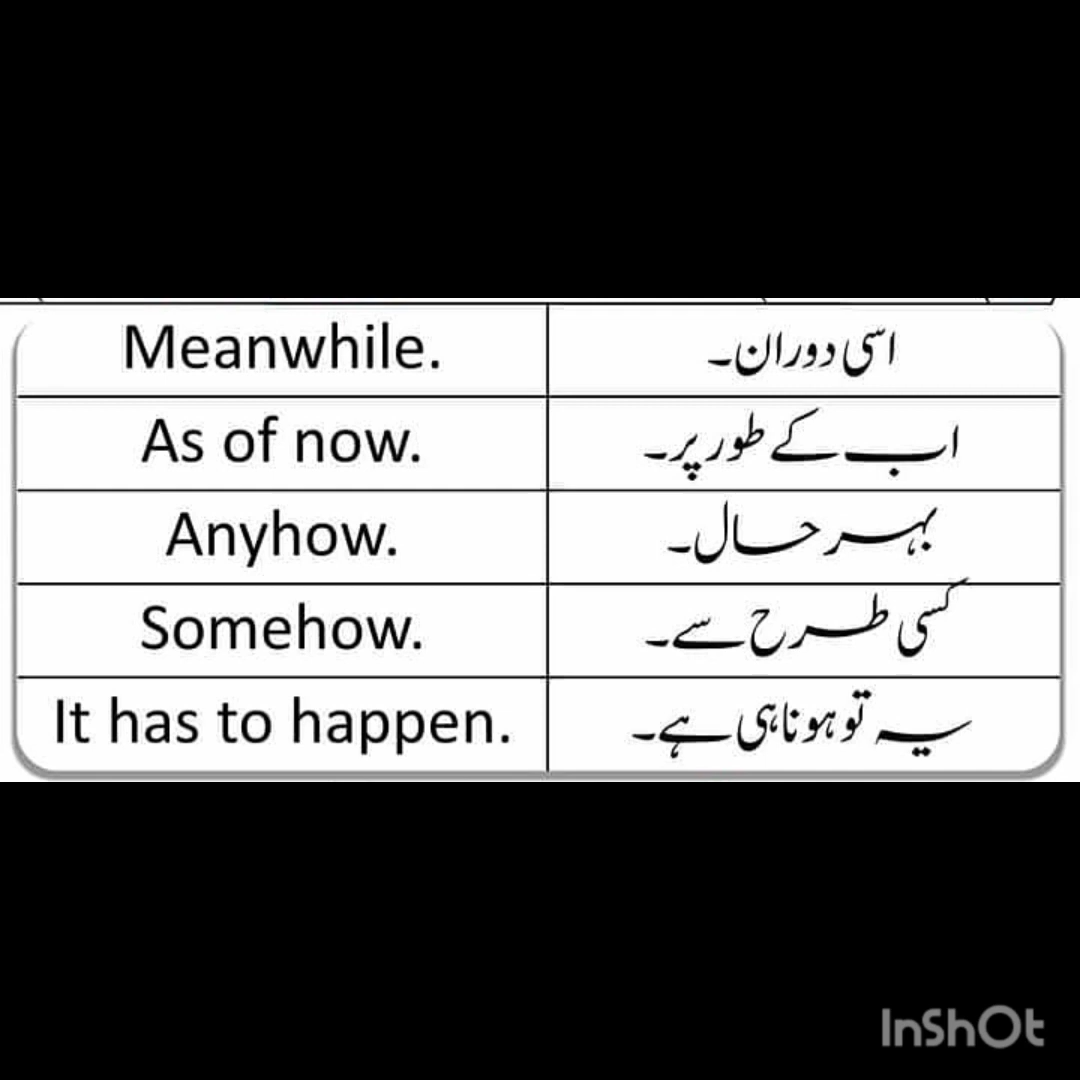 Meanwhile. اسی دوران۔
As of now. اب کے طور پر۔
Anyhow. بہر حال۔
Somehow. کسی طرح سے۔
It has to happen. یہ تو ہونا ہی ہے۔
InShOt